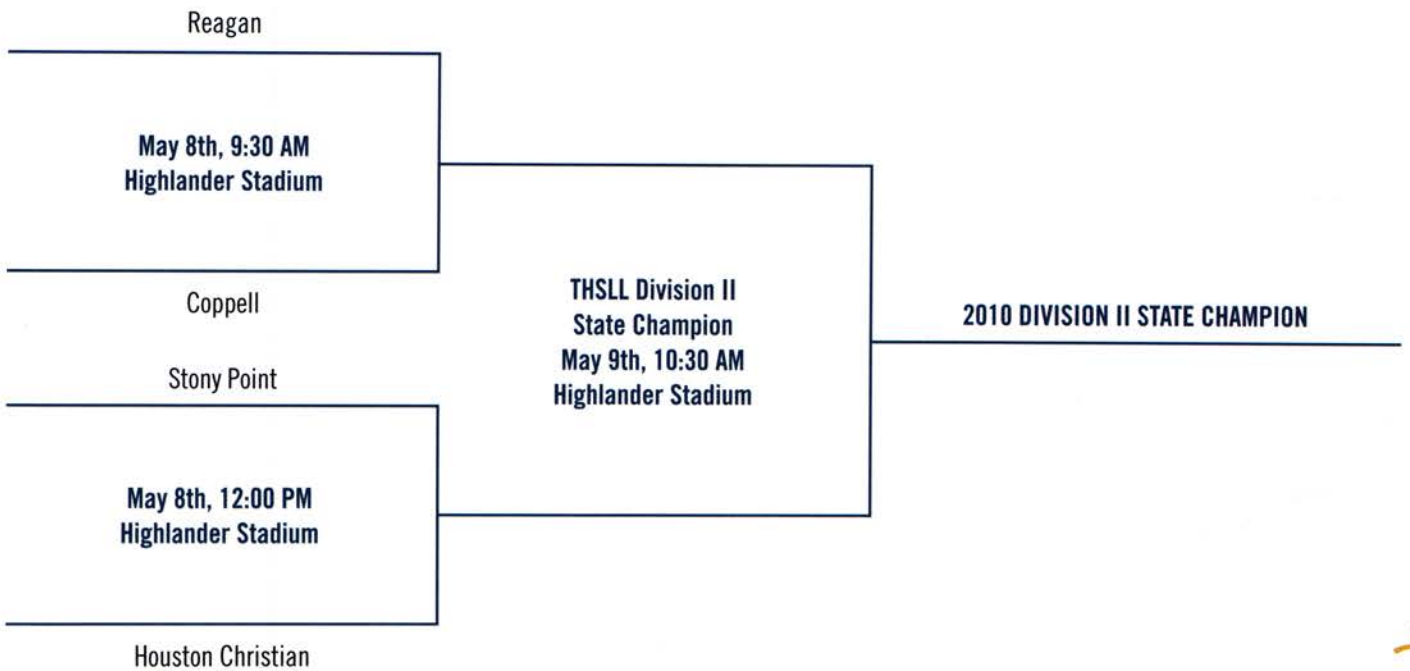 Reagan
May 8th, 9:30 AM
Highlander Stadium
Coppell
Stony Point
May 8th, 12:00 PM
Highlander Stadium
Houston Christian
THSLL Division II
State Champion
May 9th, 10:30 AM
Highlander Stadium
2010 DIVISION II STATE CHAMPION